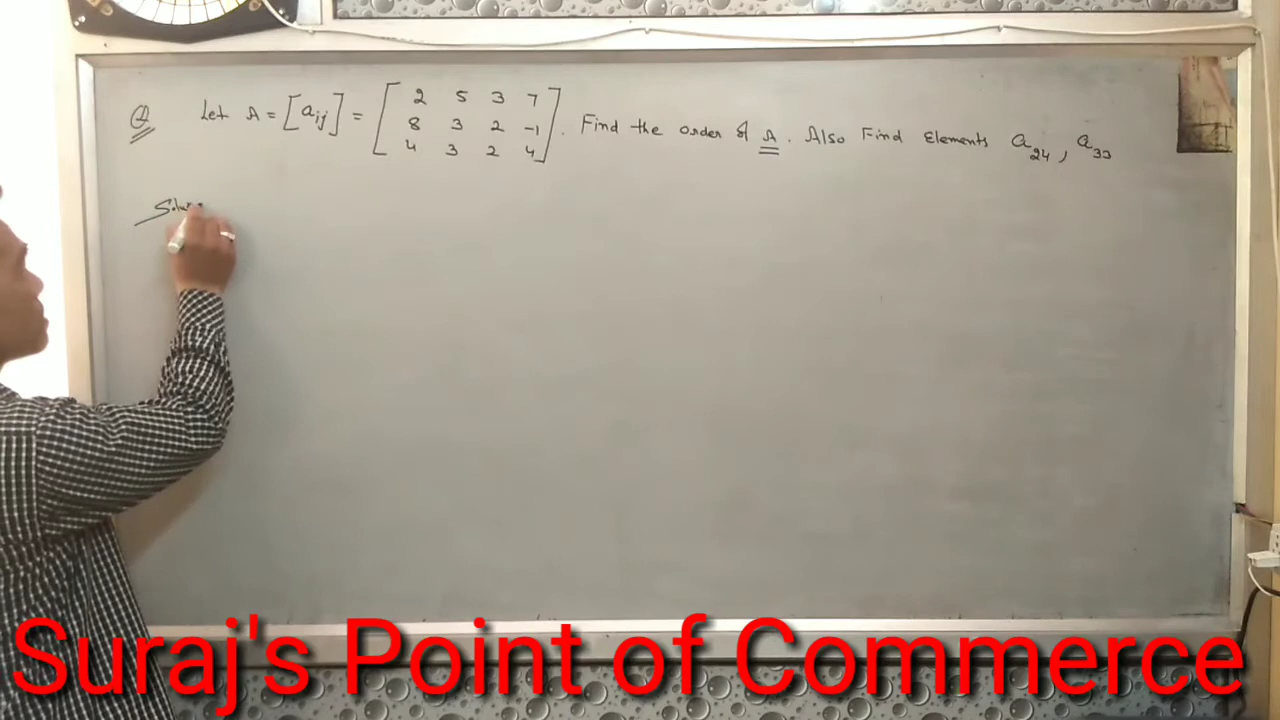 Q Let A = [aij] = [ 2 5 3 7 . Find the order of A . Also Find Elements a24 , a33
8 3 2 -1
4 3 2 4 ]
Suraj's Point of Commerce